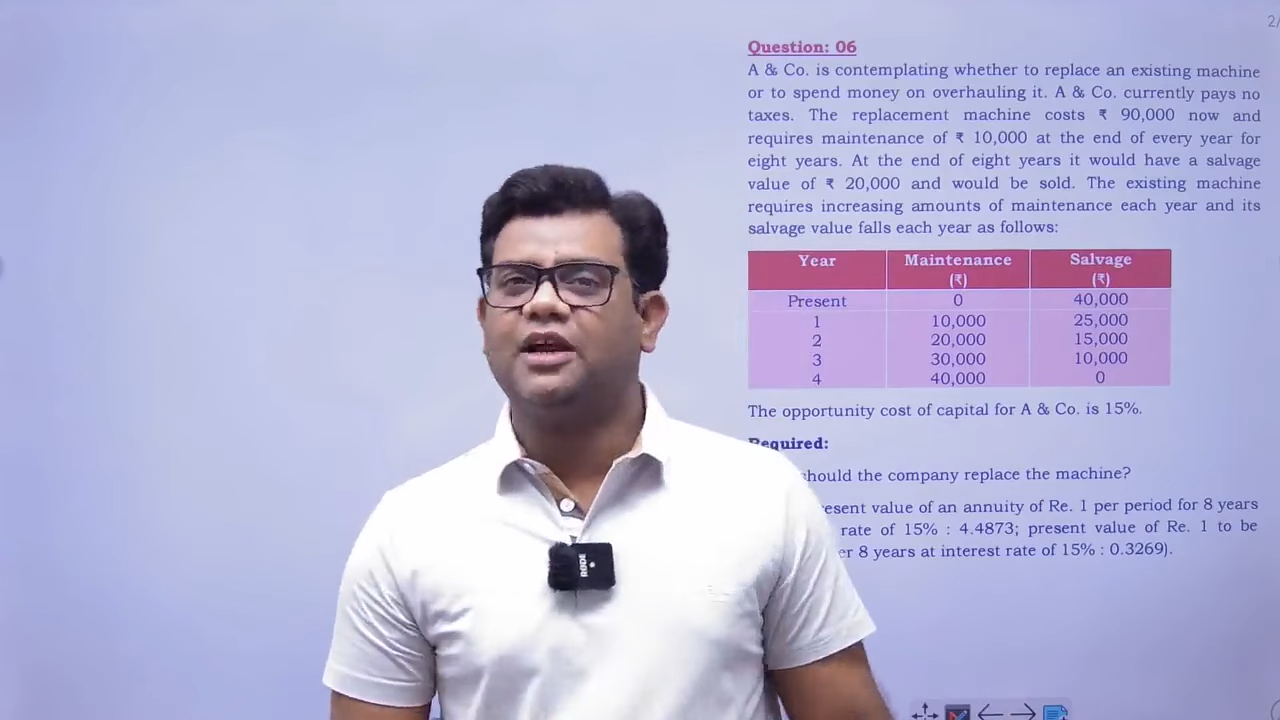 2/
Question: 06
A & Co. is contemplating whether to replace an existing machine
or to spend money on overhauling it. A & Co. currently pays no
taxes. The replacement machine costs ₹ 90,000 now and
requires maintenance of ₹ 10,000 at the end of every year for
eight years. At the end of eight years it would have a salvage
value of ₹ 20,000 and would be sold. The existing machine
requires increasing amounts of maintenance each year and its
salvage value falls each year as follows:
Year Maintenance (₹) Salvage (₹)
Present 0 40,000
1 10,000 25,000
2 20,000 15,000
3 30,000 10,000
4 40,000 0
The opportunity cost of capital for A & Co. is 15%.
Required:
should the company replace the machine?
esent value of an annuity of Re. 1 per period for 8 years
rate of 15% : 4.4873; present value of Re. 1 to be
er 8 years at interest rate of 15% : 0.3269).
RØDE